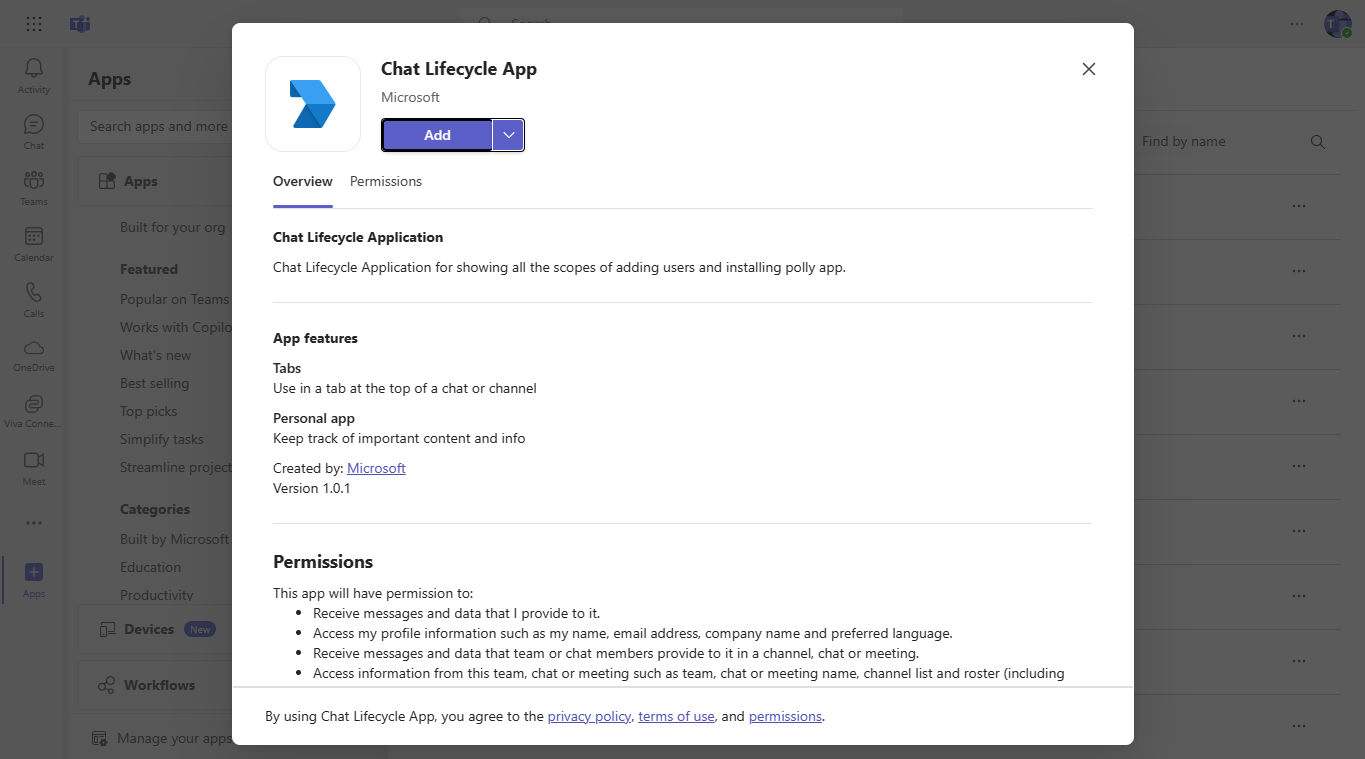 Search
Activity
Chat
Teams
Calendar
Calls
OneDrive
Viva Conne...
Meet
Apps
Apps
Search apps and more
Apps
Built for your org
Featured
Popular on Teams
Works with Copilo
What's new
Best selling
Top picks
Simplify tasks
Streamline project
Categories
Built by Microsoft
Education
Productivity
Devices New
Workflows
Manage your apps
Find by name
Chat Lifecycle App
Microsoft
Add
Overview Permissions
Chat Lifecycle Application
Chat Lifecycle Application for showing all the scopes of adding users and installing polly app.
App features
Tabs
Use in a tab at the top of a chat or channel
Personal app
Keep track of important content and info
Created by: Microsoft
Version 1.0.1
Permissions
This app will have permission to:
• Receive messages and data that I provide to it.
• Access my profile information such as my name, email address, company name and preferred language.
• Receive messages and data that team or chat members provide to it in a channel, chat or meeting.
• Access information from this team, chat or meeting such as team, chat or meeting name, channel list and roster (including
By using Chat Lifecycle App, you agree to the privacy policy, terms of use, and permissions.